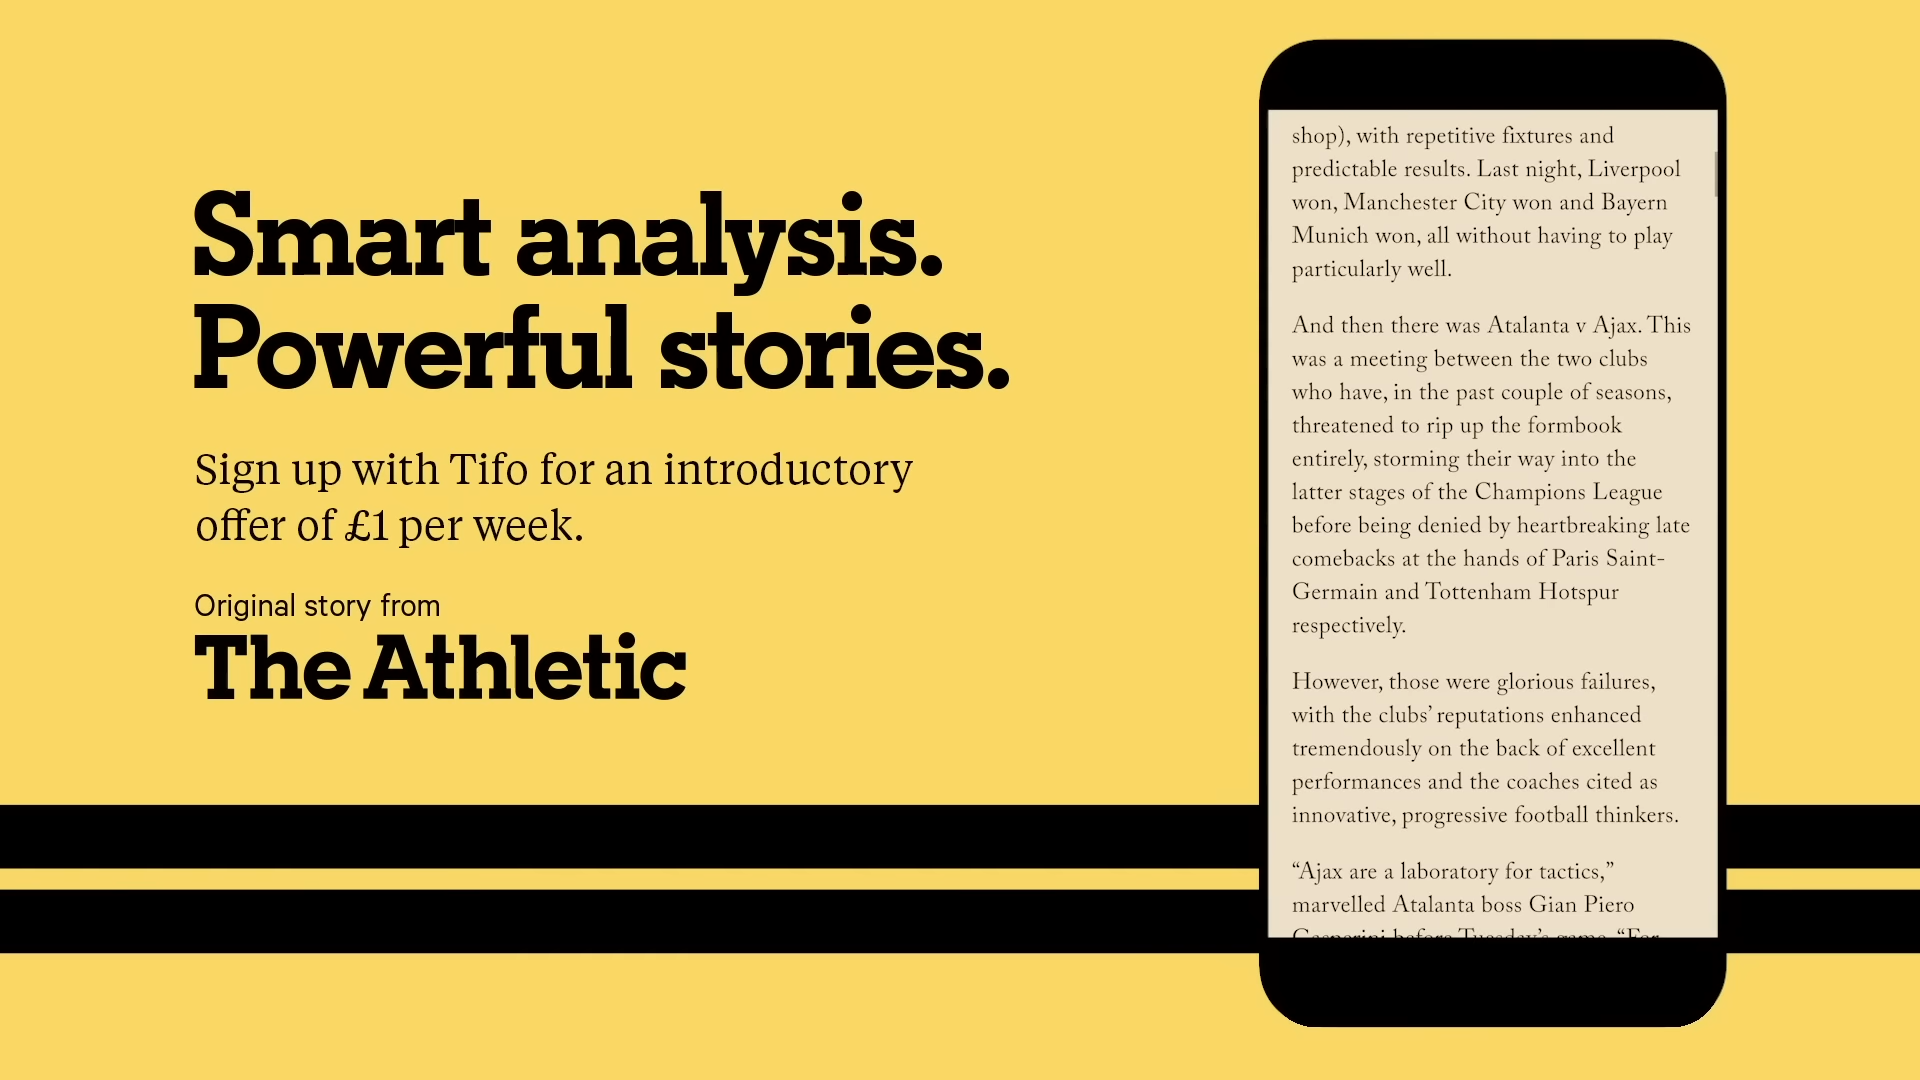 Smart analysis.
Powerful stories.
Sign up with Tifo for an introductory
offer of £1 per week.
Original story from
The Athletic
shop), with repetitive fixtures and
predictable results. Last night, Liverpool
won, Manchester City won and Bayern
Munich won, all without having to play
particularly well.
And then there was Atalanta v Ajax. This
was a meeting between the two clubs
who have, in the past couple of seasons,
threatened to rip up the formbook
entirely, storming their way into the
latter stages of the Champions League
before being denied by heartbreaking late
comebacks at the hands of Paris Saint-
Germain and Tottenham Hotspur
respectively.
However, those were glorious failures,
with the clubs’ reputations enhanced
tremendously on the back of excellent
performances and the coaches cited as
innovative, progressive football thinkers.
“Ajax are a laboratory for tactics,”
marvelled Atalanta boss Gian Piero
Gasperini before Tuesday’s game. “For